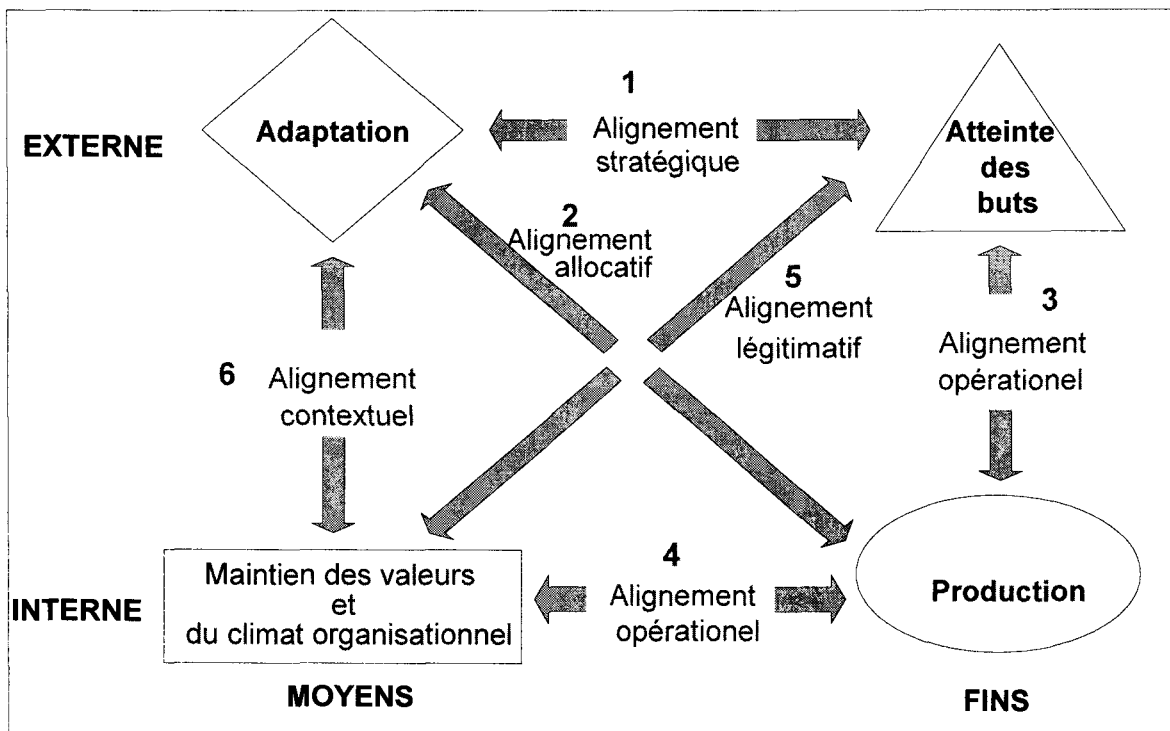 1
EXTERNE
Adaptation
Alignement
stratégique
Atteinte
des
buts
2
Alignement
allocatif
5
Alignement
légitimatif
3
Alignement
opérationel
6
Alignement
contextuel
INTERNE
Maintien des valeurs
et
du climat organisationnel
4
Alignement
opérationel
Production
MOYENS
FINS